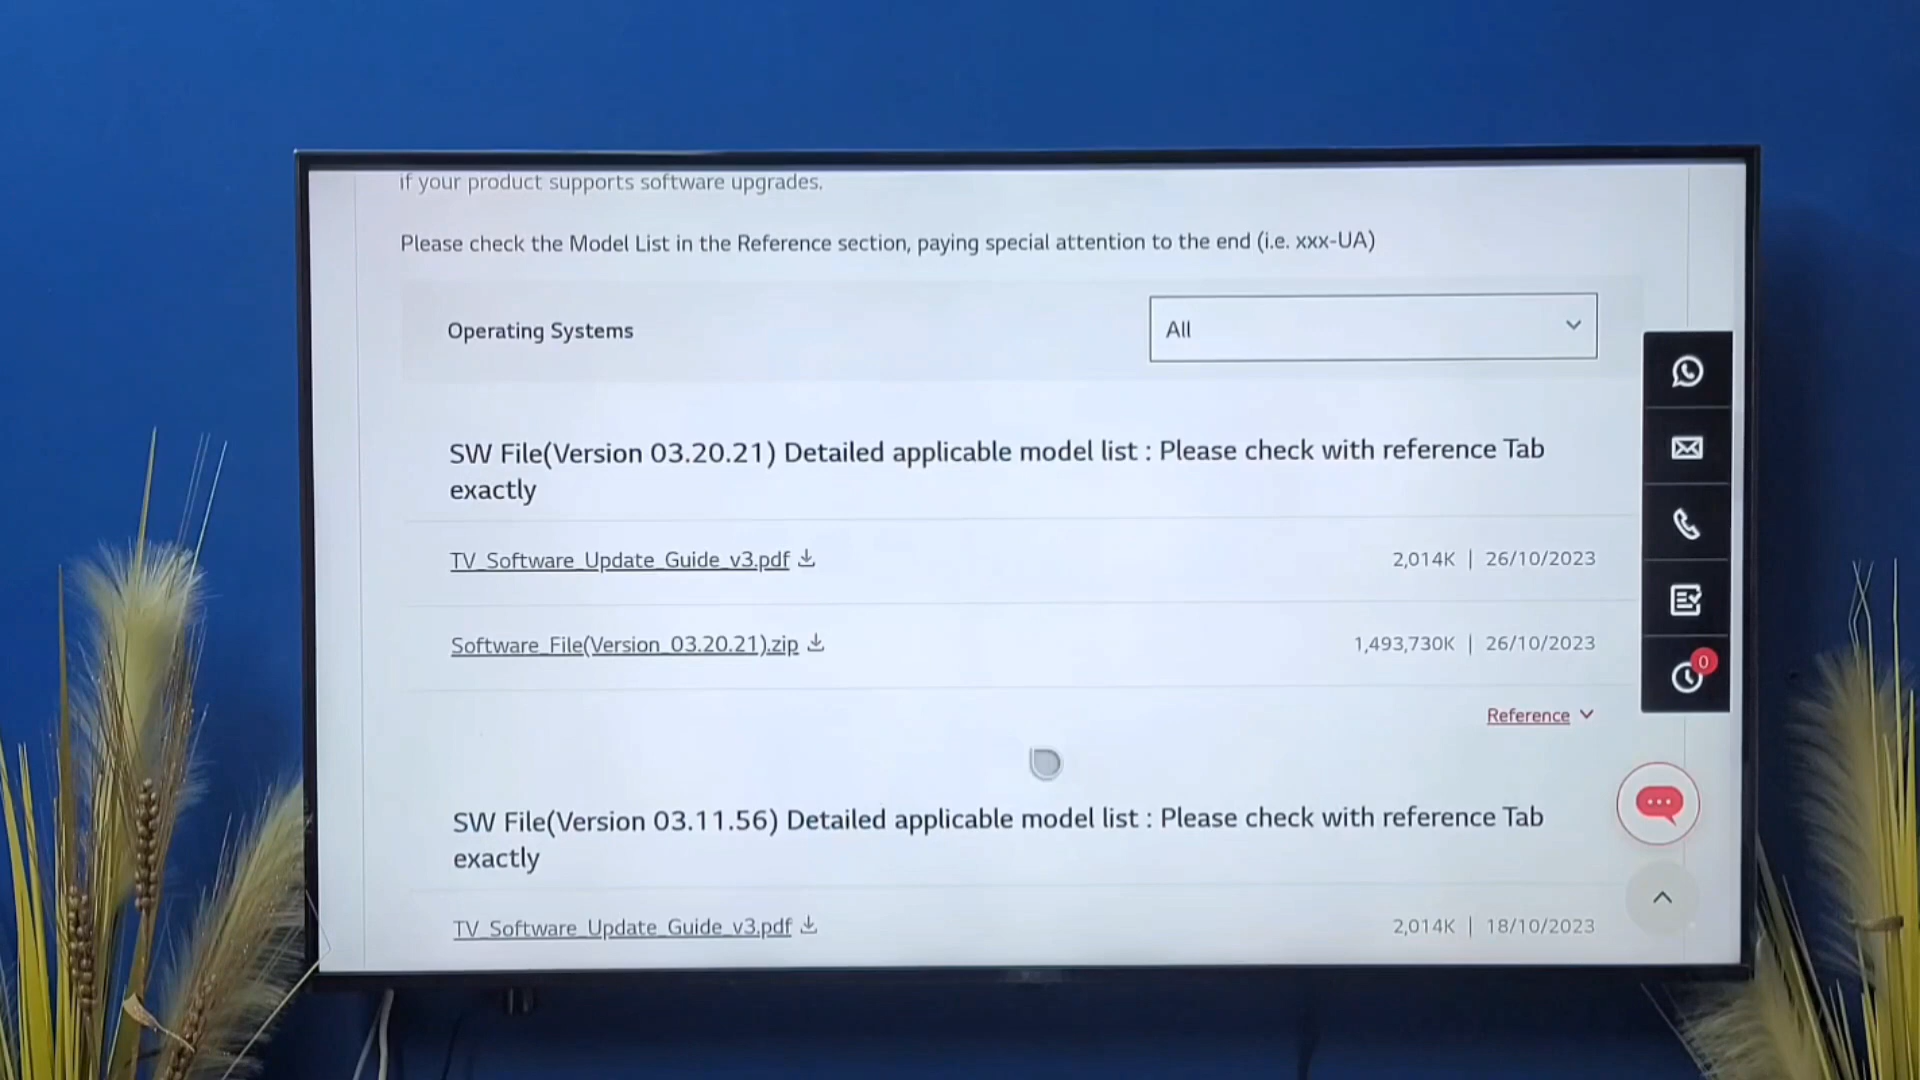 if your product supports software upgrades.
Please check the Model List in the Reference section, paying special attention to the end (i.e. xxx-UA)
Operating Systems
All
SW File(Version 03.20.21) Detailed applicable model list : Please check with reference Tab
exactly
TV_Software_Update_Guide_v3.pdf
2,014K | 26/10/2023
Software_File(Version_03.20.21).zip
1,493,730K | 26/10/2023
0
Reference
SW File(Version 03.11.56) Detailed applicable model list : Please check with reference Tab
exactly
TV_Software_Update_Guide_v3.pdf
2,014K | 18/10/2023